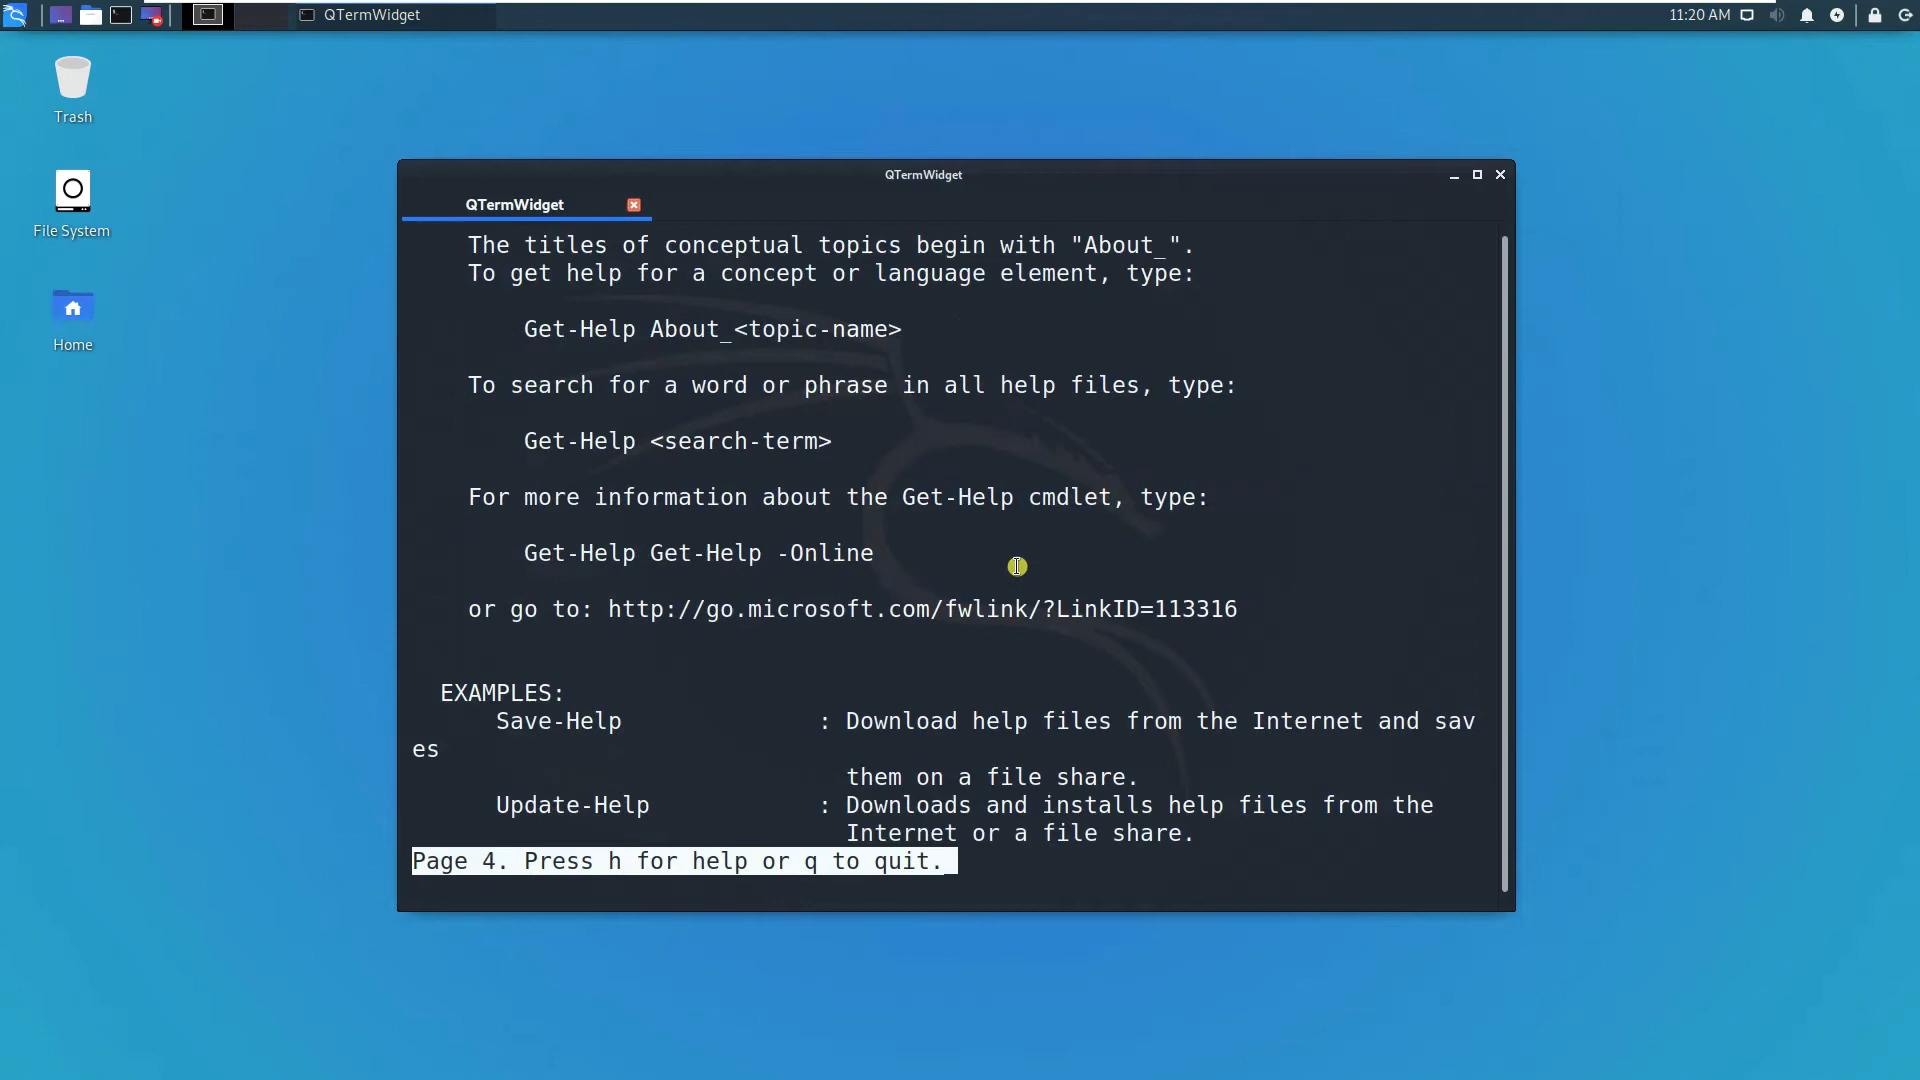 QTermWidget
11:20 AM
Trash
File System
Home
QTermWidget
QTermWidget
The titles of conceptual topics begin with "About_".
To get help for a concept or language element, type:
Get-Help About_<topic-name>
To search for a word or phrase in all help files, type:
Get-Help <search-term>
For more information about the Get-Help cmdlet, type:
Get-Help Get-Help -Online
or go to: http://go.microsoft.com/fwlink/?LinkID=113316
EXAMPLES:
Save-Help : Download help files from the Internet and sav
es
them on a file share.
Update-Help : Downloads and installs help files from the
Internet or a file share.
Page 4. Press h for help or q to quit.